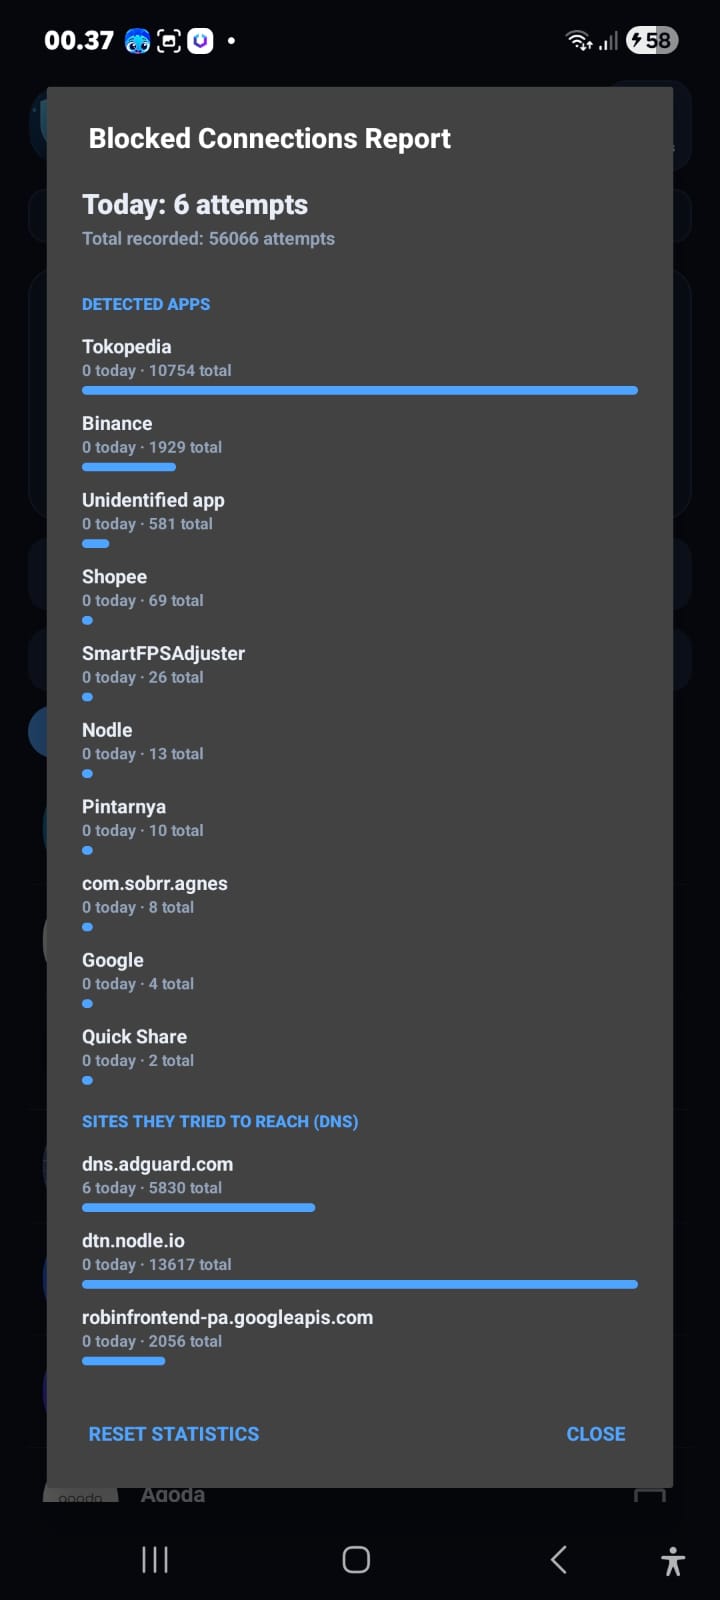 00.37
58
Blocked Connections Report
Today: 6 attempts
Total recorded: 56066 attempts
DETECTED APPS
Tokopedia
0 today · 10754 total
Binance
0 today · 1929 total
Unidentified app
0 today · 581 total
Shopee
0 today · 69 total
SmartFPSAdjuster
0 today · 26 total
Nodle
0 today · 13 total
Pintarnya
0 today · 10 total
com.sobrr.agnes
0 today · 8 total
Google
0 today · 4 total
Quick Share
0 today · 2 total
SITES THEY TRIED TO REACH (DNS)
dns.adguard.com
6 today · 5830 total
dtn.nodle.io
0 today · 13617 total
robinfrontend-pa.googleapis.com
0 today · 2056 total
RESET STATISTICS CLOSE
agoda Agoda